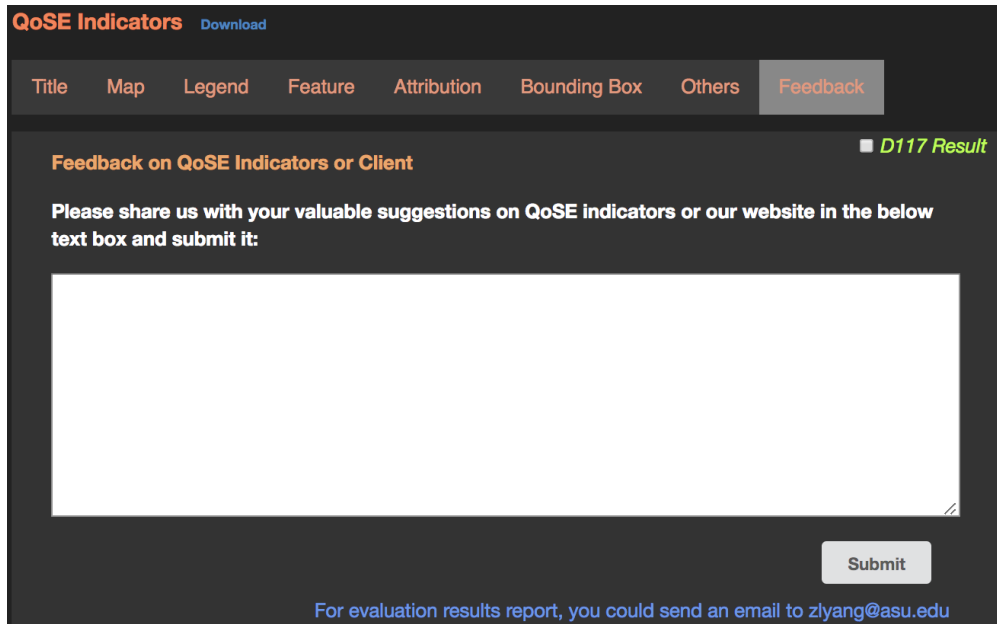 QoSE Indicators Download
Title Map Legend Feature Attribution Bounding Box Others Feedback
D117 Result
Feedback on QoSE Indicators or Client
Please share us with your valuable suggestions on QoSE indicators or our website in the below
text box and submit it:
Submit
For evaluation results report, you could send an email to zlyang@asu.edu